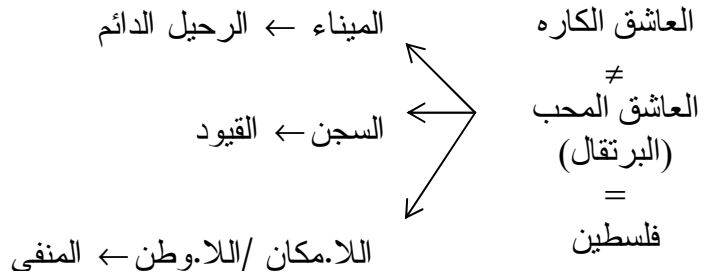 العاشق الكاره
≠
العاشق المحب
(البرتقال)
=
فلسطين
الميناء ← الرحيل الدائم
السجن ← القيود
اللا.مكان /اللا.وطن ← المنفى